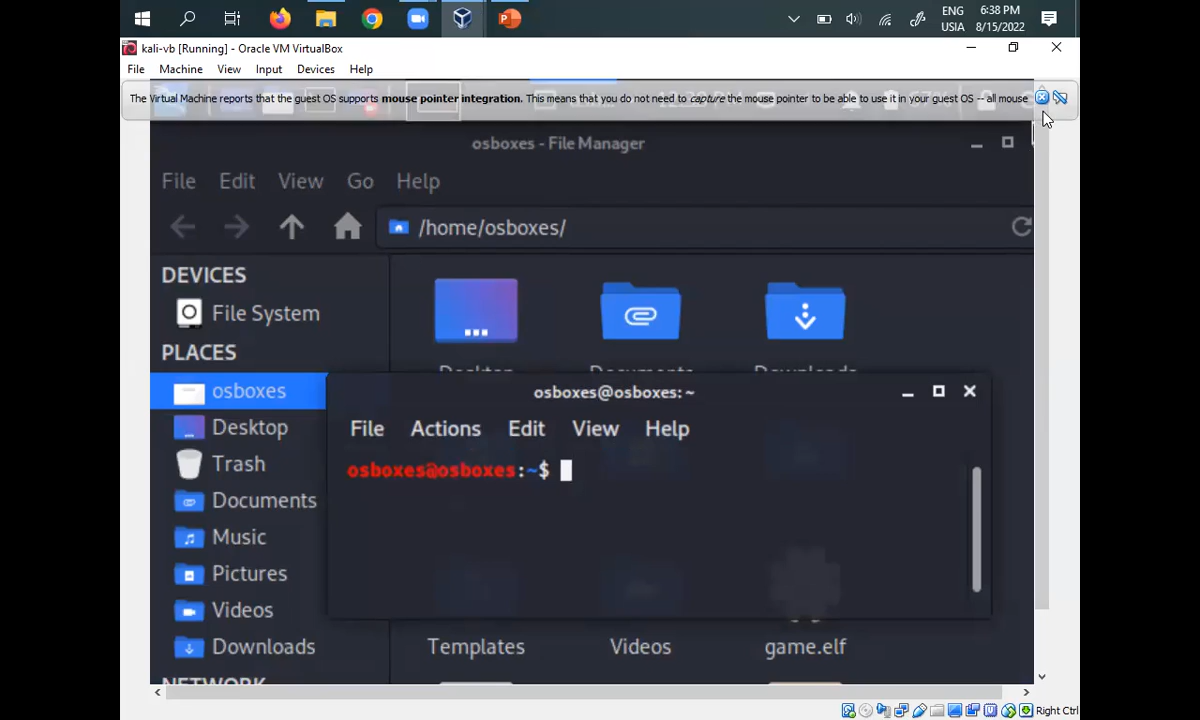 ENG
6:38 PM
USIA
8/15/2022
kali-vb [Running] - Oracle VM VirtualBox
File Machine View Input Devices Help
The Virtual Machine reports that the guest OS supports mouse pointer integration. This means that you do not need to capture the mouse pointer to be able to use it in your guest OS -- all mouse
osboxes - File Manager
File Edit View Go Help
/home/osboxes/
DEVICES
File System
PLACES
osboxes
Desktop
Trash
Documents
Music
Pictures
Videos
Downloads
NETWORK
Desktop Documents Downloads
osboxes@osboxes: ~
File Actions Edit View Help
osboxes@osboxes:~$
Templates Videos game.elf
Right Ctrl